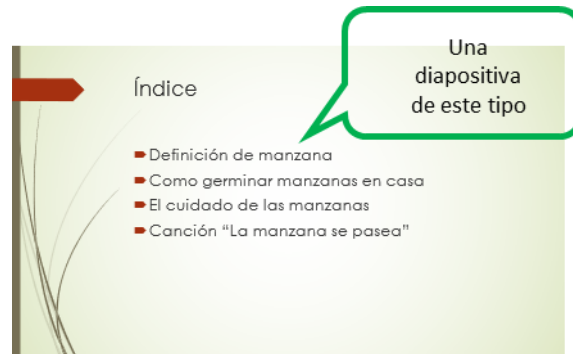 Una
diapositiva
de este tipo
Índice
Definición de manzana
Como germinar manzanas en casa
El cuidado de las manzanas
Canción “La manzana se pasea”